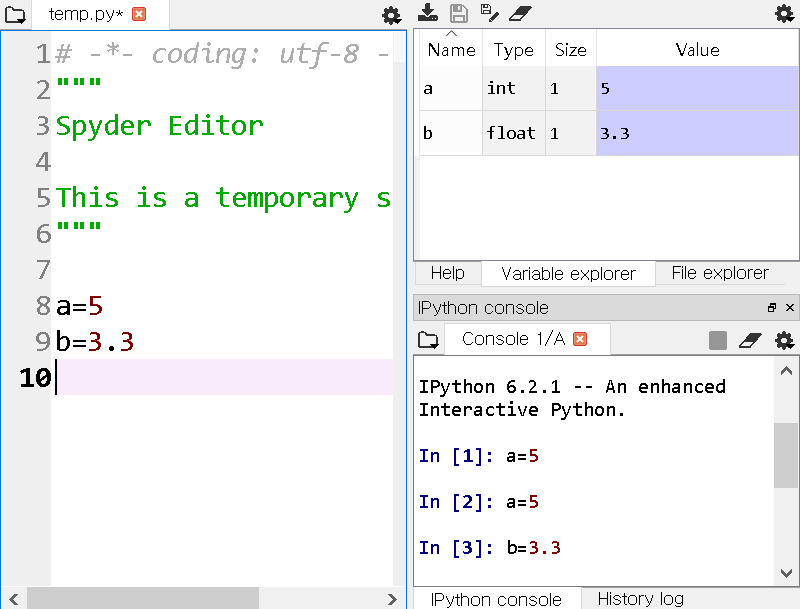 temp.py*
1 # -*- coding: utf-8 -
2 """
3 Spyder Editor
4
5 This is a temporary s
6 """
7
8 a=5
9 b=3.3
10
Name Type Size Value
a int 1 5
b float 1 3.3
Help Variable explorer File explorer
IPython console
Console 1/A
IPython 6.2.1 -- An enhanced
Interactive Python.
In [1]: a=5
In [2]: a=5
In [3]: b=3.3
IPython console History log